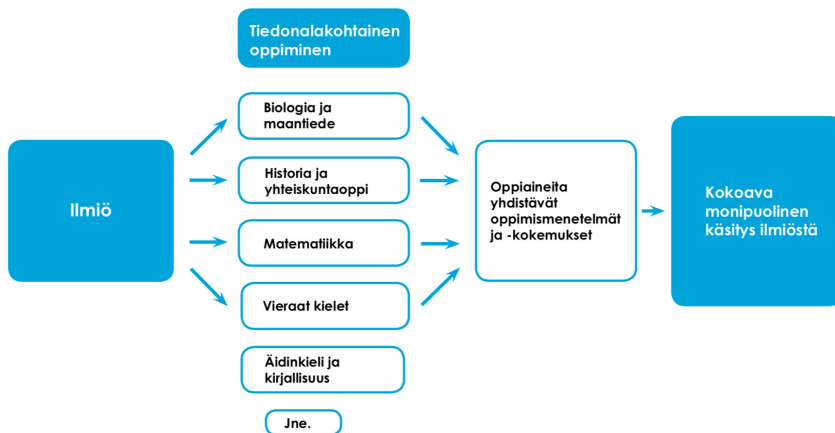 Tiedonalakohtainen
oppiminen
Ilmiö
Biologia ja
maantiede
Historia ja
yhteiskuntaoppi
Matematiikka
Vieraat kielet
Äidinkieli ja
kirjallisuus
Jne.
Oppiaineita
yhdistävät
oppimismenetelmät
ja -kokemukset
Kokoava
monipuolinen
käsitys ilmiöstä